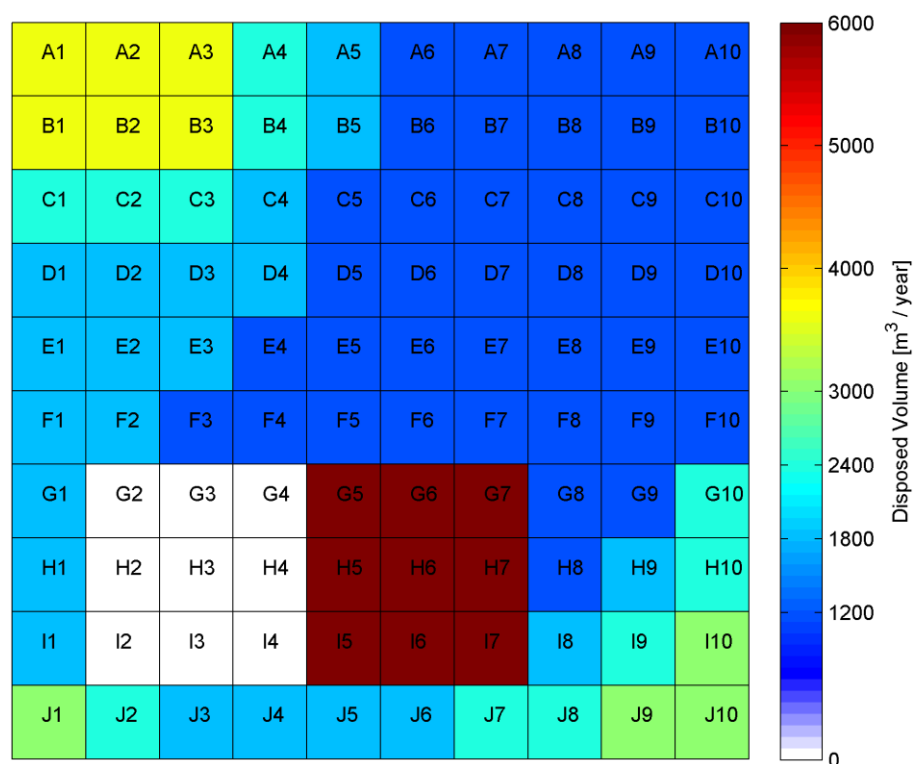 A1 A2 A3 A4 A5 A6 A7 A8 A9 A10
B1 B2 B3 B4 B5 B6 B7 B8 B9 B10
C1 C2 C3 C4 C5 C6 C7 C8 C9 C10
D1 D2 D3 D4 D5 D6 D7 D8 D9 D10
E1 E2 E3 E4 E5 E6 E7 E8 E9 E10
F1 F2 F3 F4 F5 F6 F7 F8 F9 F10
G1 G2 G3 G4 G5 G6 G7 G8 G9 G10
H1 H2 H3 H4 H5 H6 H7 H8 H9 H10
I1 I2 I3 I4 I5 I6 I7 I8 I9 I10
J1 J2 J3 J4 J5 J6 J7 J8 J9 J10
6000
5000
4000
3000
2400
1800
1200
0
Disposed Volume [m³ / year]